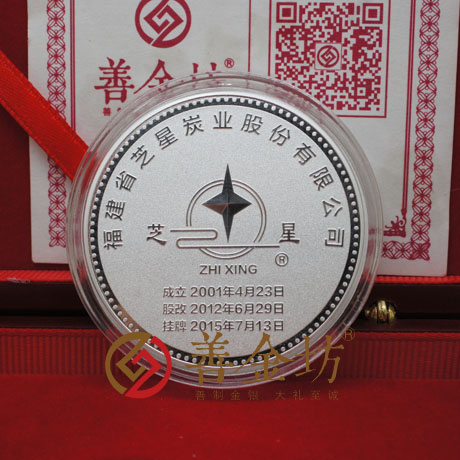 善金坊®
福建省芝星炭业股份有限公司
芝 星
ZHI XING ®
成立 2001年4月23日
股改 2012年6月29日
挂牌 2015年7月13日
善金坊®
善制金银 大礼至诚